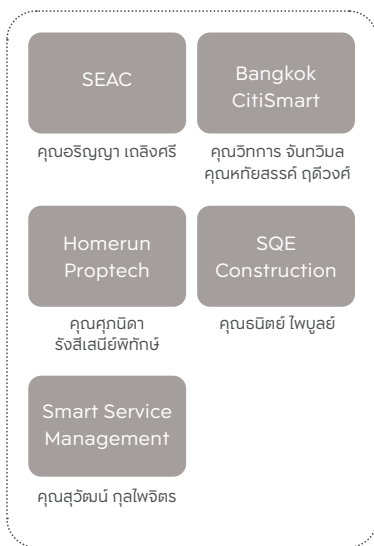 SEAC
คุณอริญญา เถลิงศรี
Bangkok
CitiSmart
คุณวิทการ จันทวิมล
คุณหทัยสรรค์ ฤดีวงศ์
Homerun
Proptech
คุณศุภนิดา
รังสีเสนีย์พิทักษ์
SQE
Construction
คุณธนิตย์ ไพบูลย์
Smart Service
Management
คุณสุวัฒน์ กุลไพจิตร